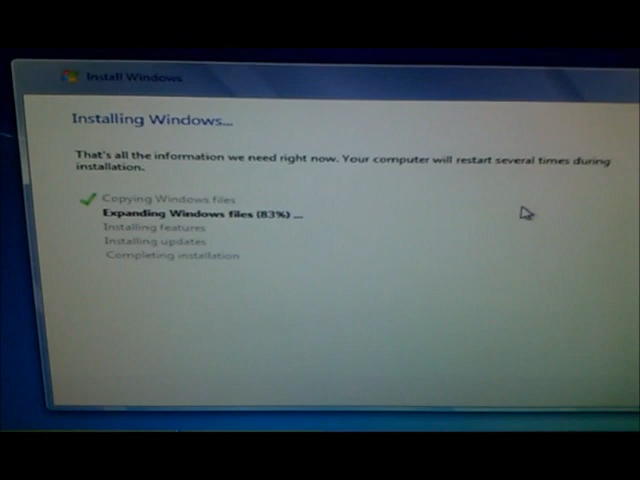 Install Windows
Installing Windows...
That's all the information we need right now. Your computer will restart several times during
installation.
Copying Windows files
Expanding Windows files (83%) ...
Installing features
Installing updates
Completing installation